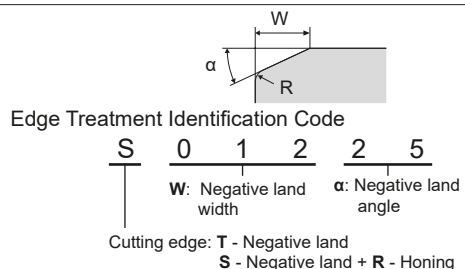 W
α
R
Edge Treatment Identification Code
S 0 1 2 2 5
W: Negative land width
α: Negative land angle
Cutting edge: T - Negative land
S - Negative land + R - Honing